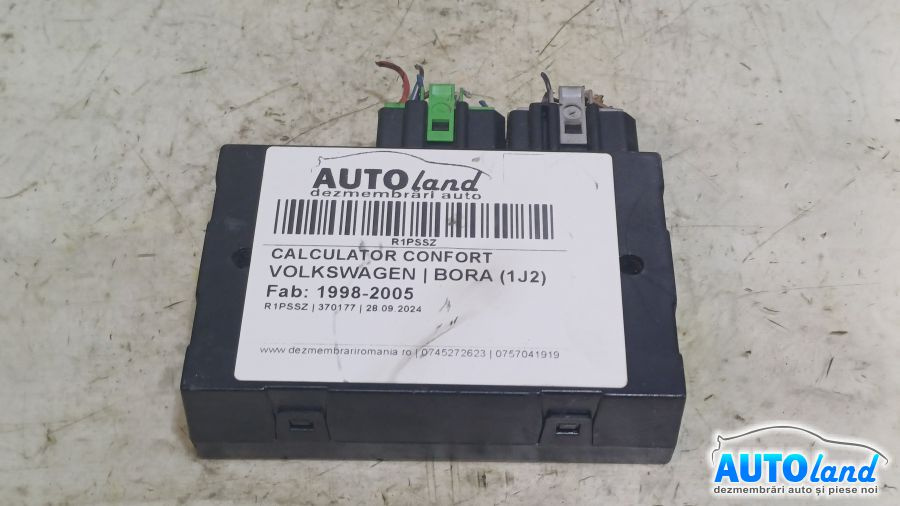 AUTOland
dezmembrări auto
R1PSSZ
CALCULATOR CONFORT
VOLKSWAGEN | BORA (1J2)
Fab: 1998-2005
R1PSSZ | 370177 | 28.09.2024
www.dezmembrariromania.ro | 0745272623 | 0757041919
AUTOland
dezmembrări auto și piese noi